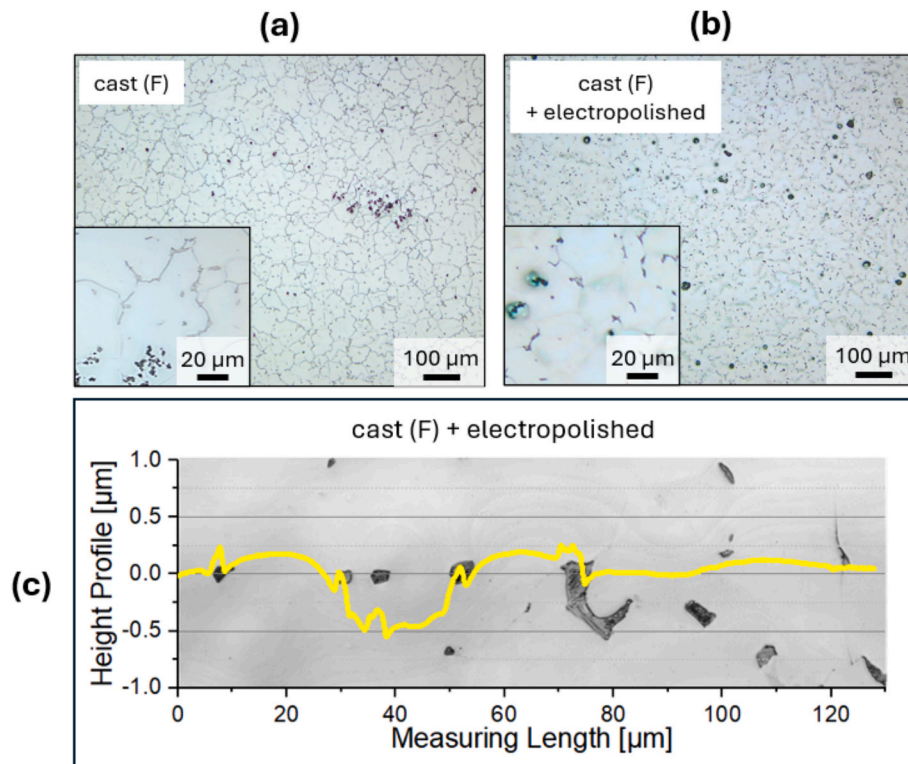 (a)
(b)
cast (F)
cast (F)
+ electropolished
20 µm
100 µm
20 µm
100 µm
(c)
cast (F) + electropolished
Height Profile [µm]
1.0
0.5
0.0
-0.5
-1.0
0 20 40 60 80 100 120
Measuring Length [µm]